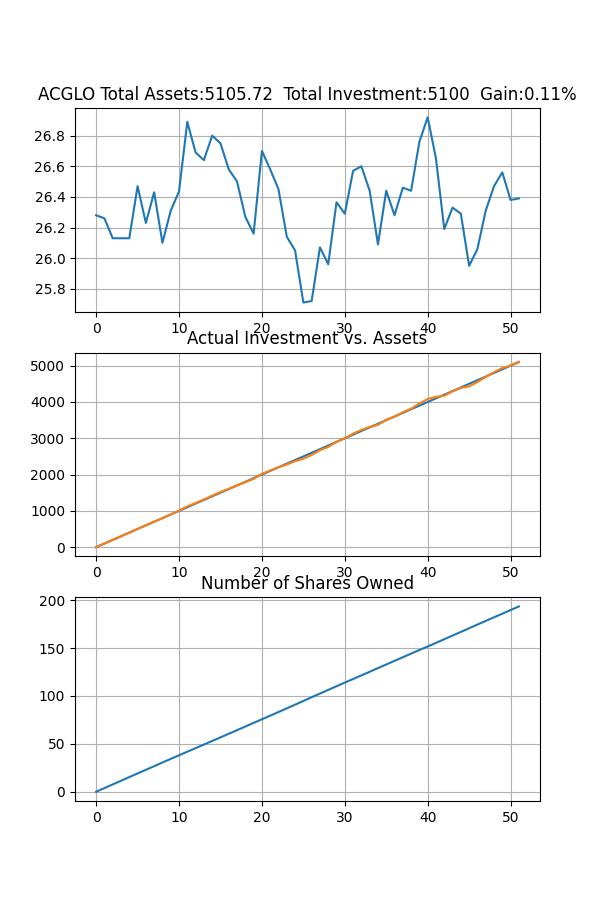 ACGLO Total Assets:5105.72  Total Investment:5100  Gain:0.11%
26.8
26.6
26.4
26.2
26.0
25.8
0 10 20 30 40 50
Actual Investment vs. Assets
5000
4000
3000
2000
1000
0
0 10 20 30 40 50
Number of Shares Owned
200
150
100
50
0
0 10 20 30 40 50